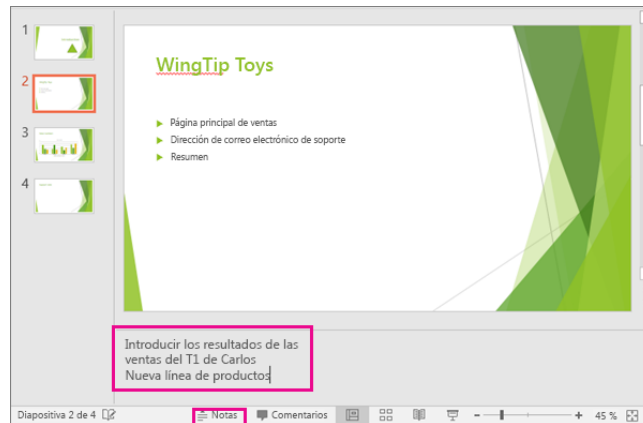 1
2
3
4
WingTip Toys
Página principal de ventas
Dirección de correo electrónico de soporte
Resumen
Introducir los resultados de las
ventas del T1 de Carlos
Nueva línea de productos
Diapositiva 2 de 4 Notas Comentarios 45 %